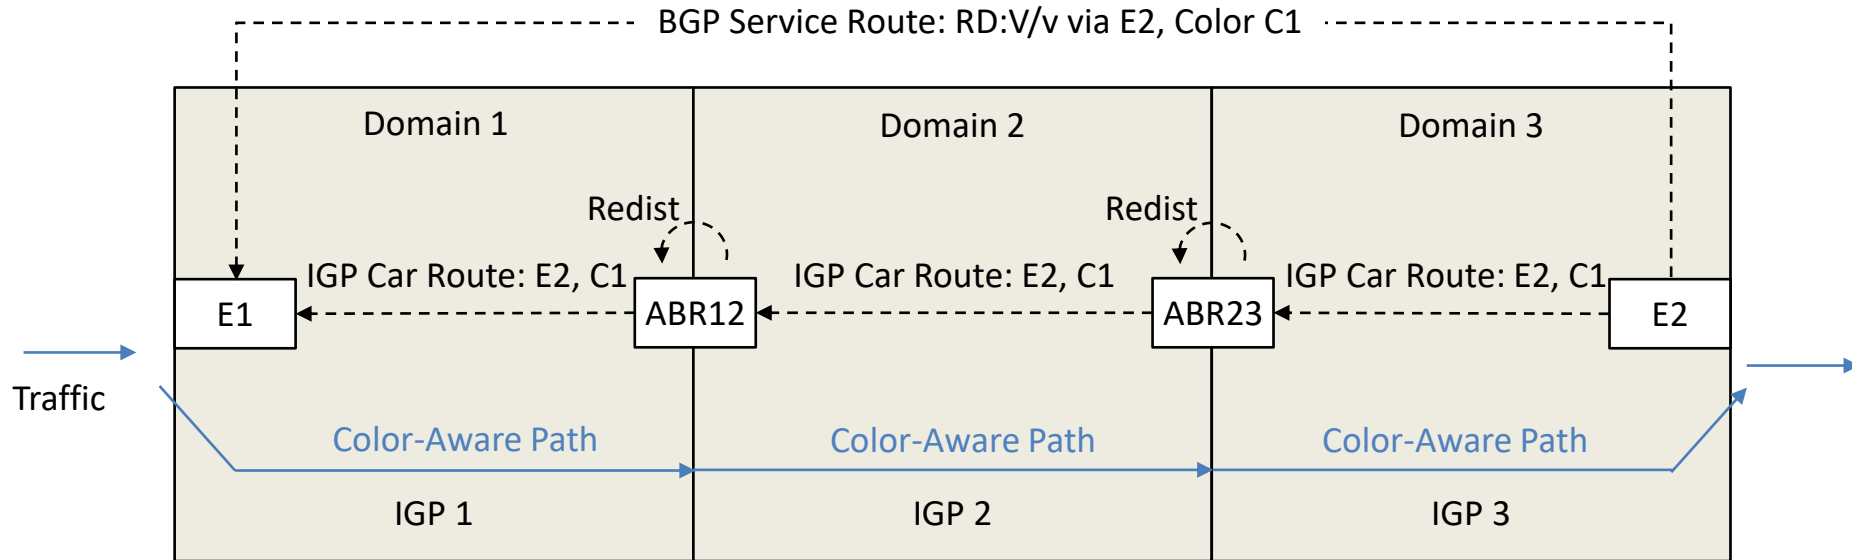 BGP Service Route: RD:V/v via E2, Color C1
Domain 1
Domain 2
Domain 3
Redist
Redist
IGP Car Route: E2, C1
IGP Car Route: E2, C1
IGP Car Route: E2, C1
E1
ABR12
ABR23
E2
Traffic
Color-Aware Path
Color-Aware Path
Color-Aware Path
IGP 1
IGP 2
IGP 3